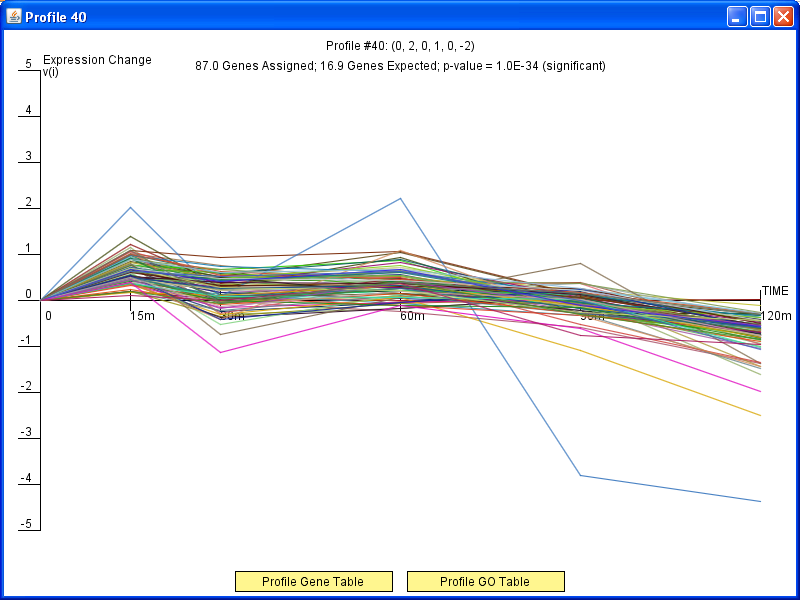 Profile 40
Profile #40: (0, 2, 0, 1, 0, -2)
87.0 Genes Assigned; 16.9 Genes Expected; p-value = 1.0E-34 (significant)
Expression Change
v(i)
5
4
3
2
1
0
-1
-2
-3
-4
-5
TIME
0 15m 30m 60m 90m 120m
Profile Gene Table Profile GO Table